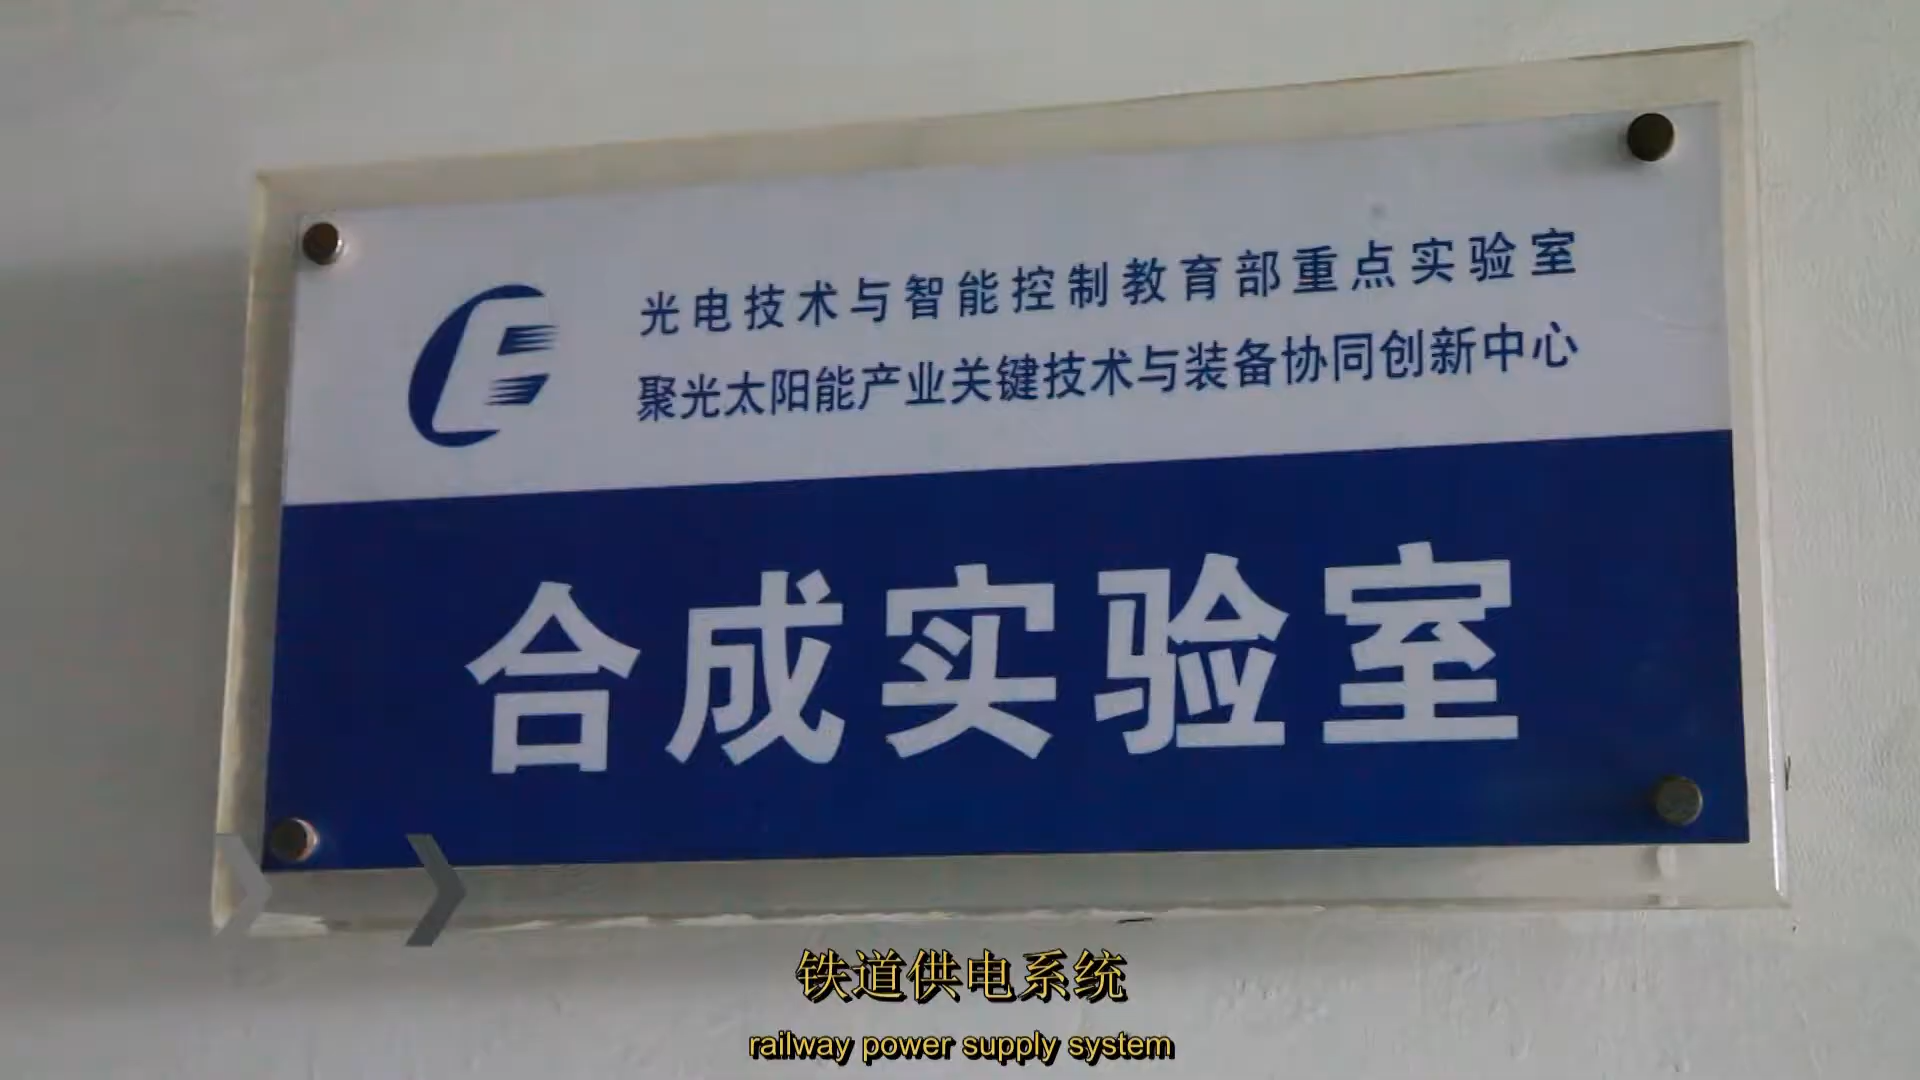 光电技术与智能控制教育部重点实验室
聚光太阳能产业关键技术与装备协同创新中心
合成实验室
铁道供电系统
railway power supply system